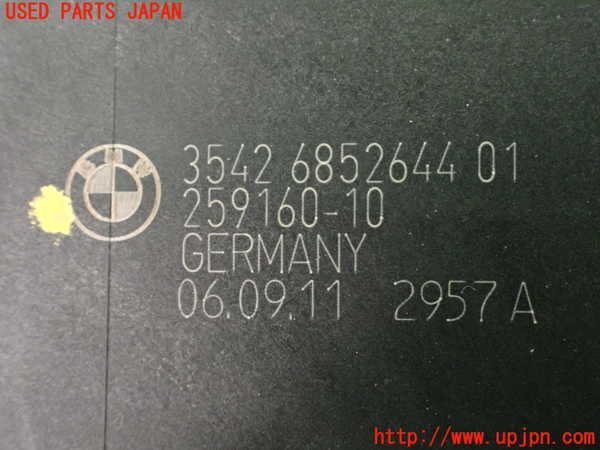 USED PARTS JAPAN
BMW
3542 6852644 01
259160-10
GERMANY
06.09.11 2957 A
http://www.upjpn.com/